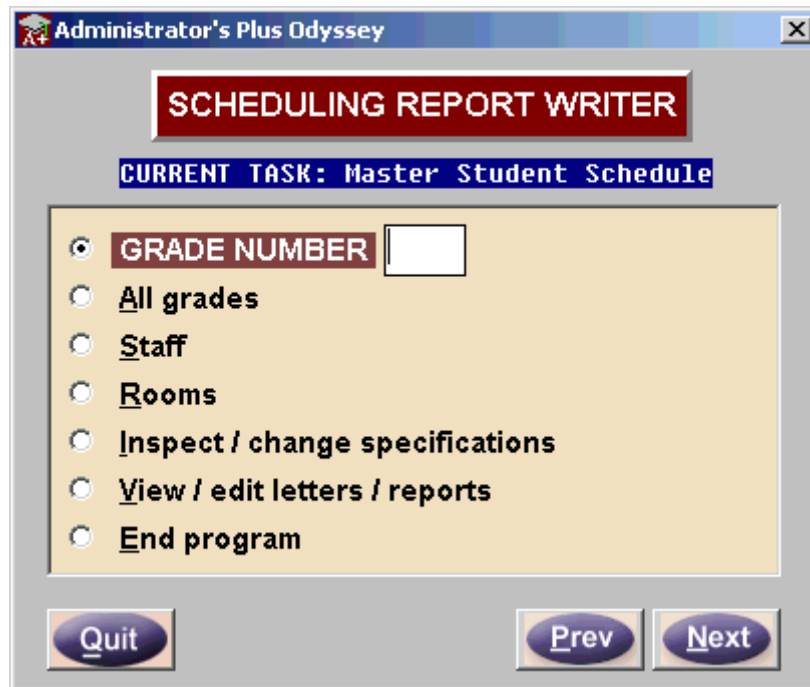 Administrator's Plus Odyssey
SCHEDULING REPORT WRITER
CURRENT TASK: Master Student Schedule
GRADE NUMBER
All grades
Staff
Rooms
Inspect / change specifications
View / edit letters / reports
End program
Quit Prev Next